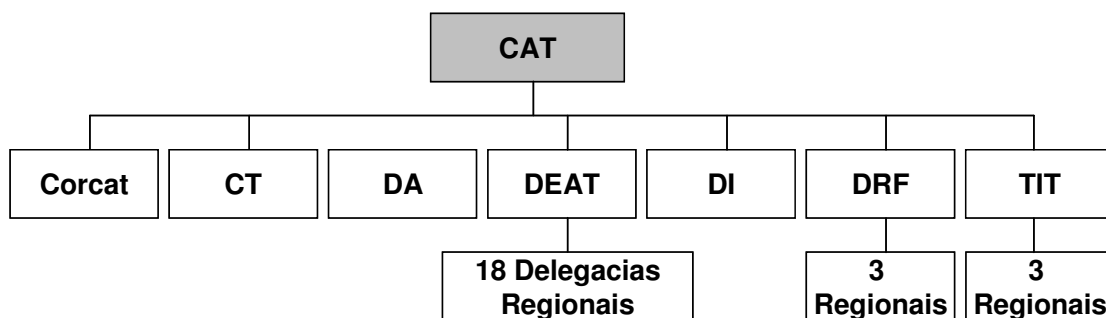 CAT
Corcat
CT
DA
DEAT
DI
DRF
TIT
18 Delegacias
Regionais
3
Regionais
3
Regionais